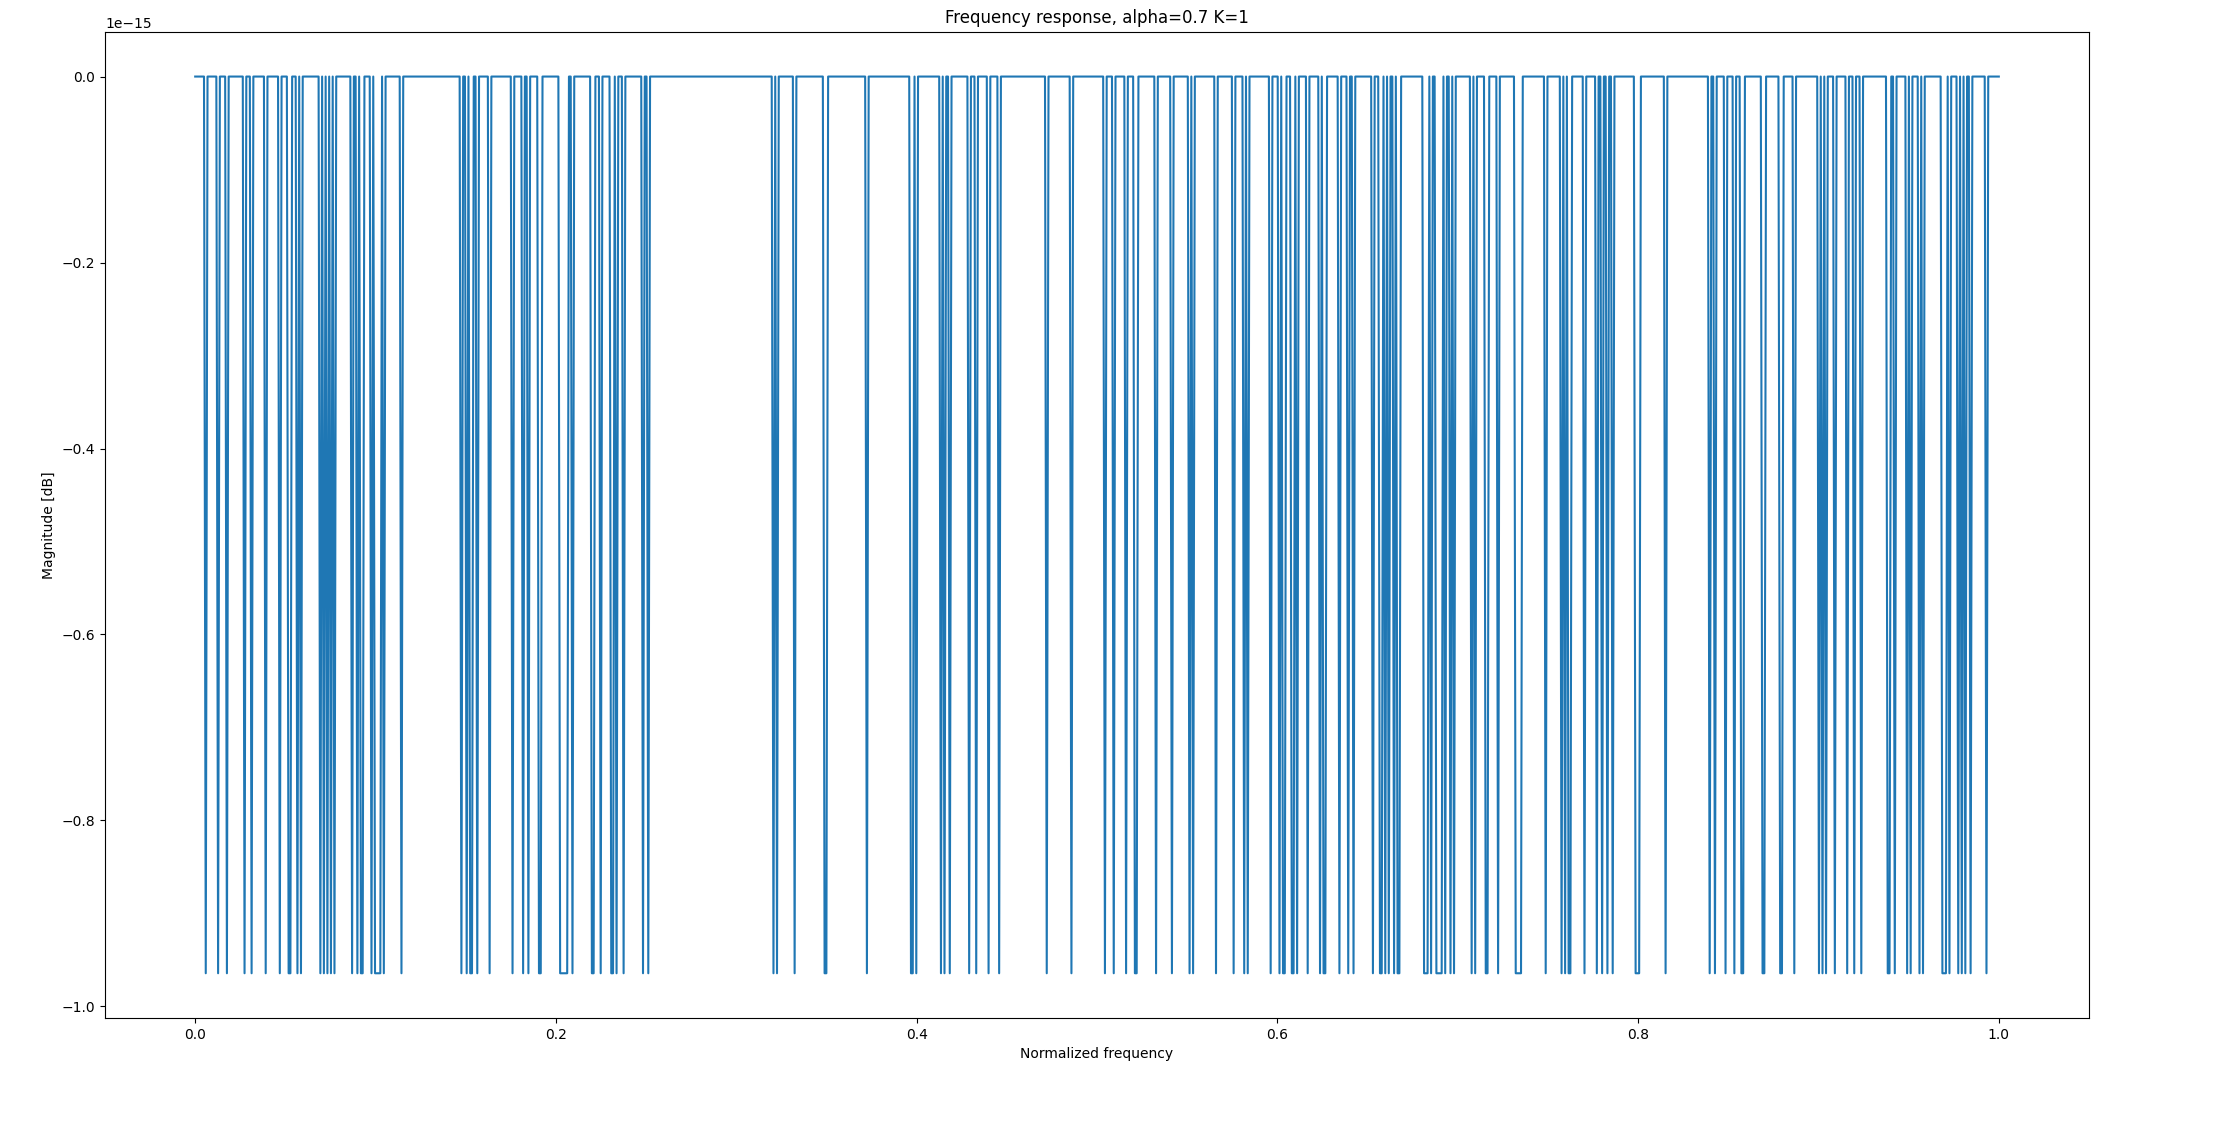 Frequency response, alpha=0.7 K=1
1e−15
0.0
−0.2
−0.4
−0.6
−0.8
−1.0
Magnitude [dB]
0.0 0.2 0.4 0.6 0.8 1.0
Normalized frequency